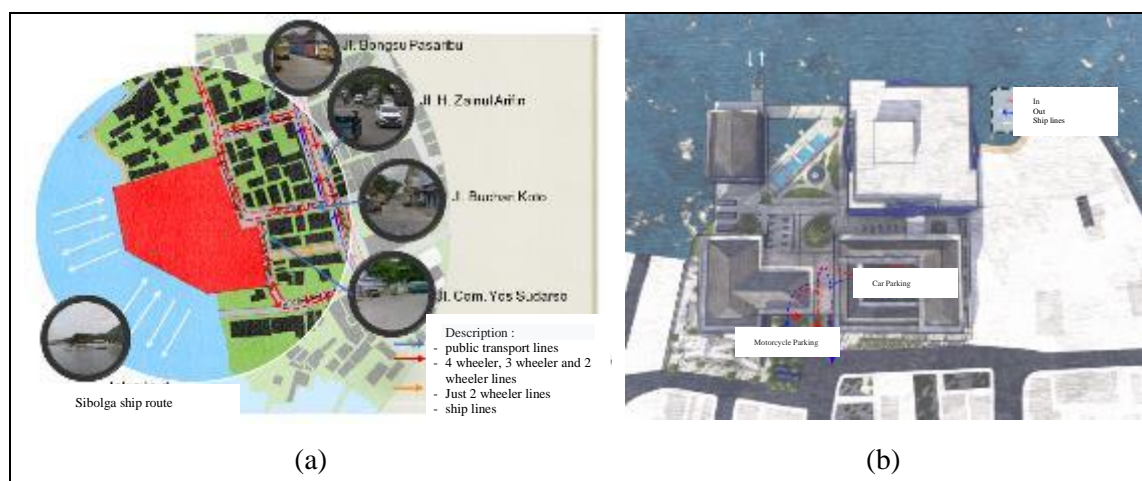 Jl. Bongsu Pasaribu
Jl. H. Zainul Arifin
Jl. Buchari Koto
Jl. Com. Yos Sudarso
Description :
- public transport lines
- 4 wheeler, 3 wheeler and 2
wheeler lines
- Just 2 wheeler lines
- ship lines
Sibolga ship route
(a)
In
Out
Ship lines
Car Parking
Motorcycle Parking
(b)